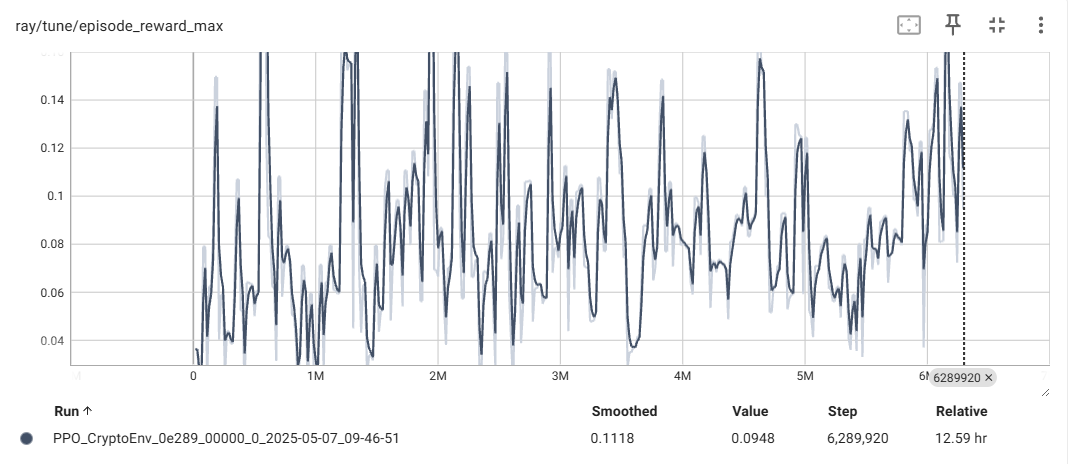 ray/tune/episode_reward_max
0.14
0.12
0.1
0.08
0.06
0.04
0 1M 2M 3M 4M 5M 6M 6289920 ×
Run ↑ Smoothed Value Step Relative
PPO_CryptoEnv_0e289_00000_0_2025-05-07_09-46-51 0.1118 0.0948 6,289,920 12.59 hr